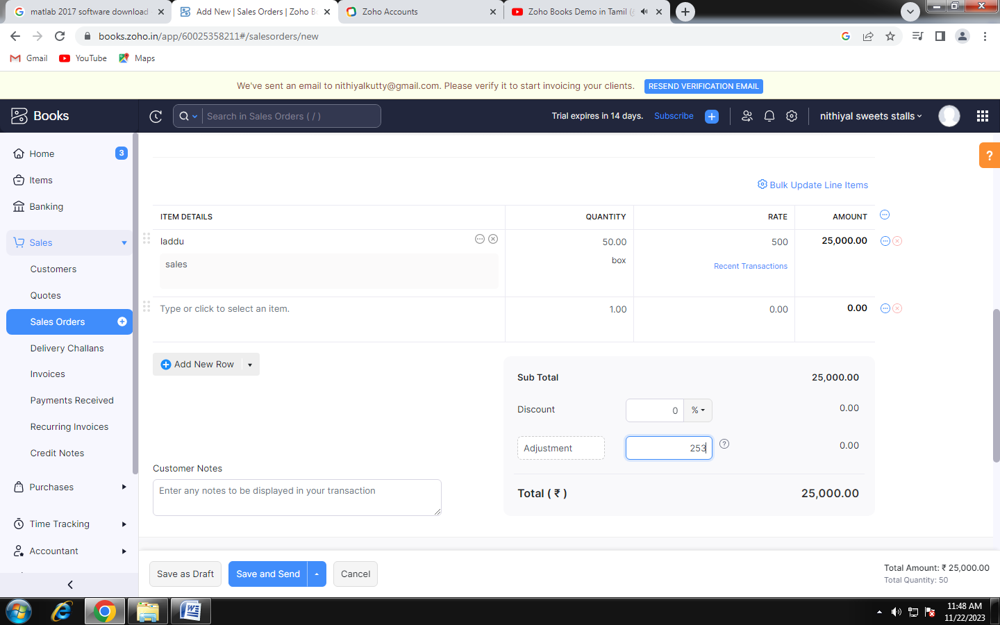 matlab 2017 software download
Add New | Sales Orders | Zoho B
Zoho Accounts
Zoho Books Demo in Tamil
books.zoho.in/app/60025358211#/salesorders/new
Gmail
YouTube
Maps
We've sent an email to nithiyalkutty@gmail.com. Please verify it to start invoicing your clients.
RESEND VERIFICATION EMAIL
Books
Search in Sales Orders ( / )
Trial expires in 14 days.
Subscribe
nithiyal sweets stalls
Home
3
Items
Banking
Sales
Customers
Quotes
Sales Orders
Delivery Challans
Invoices
Payments Received
Recurring Invoices
Credit Notes
Purchases
Time Tracking
Accountant
?
Bulk Update Line Items
ITEM DETAILS QUANTITY RATE AMOUNT
laddu 50.00 500 25,000.00
sales box Recent Transactions
Type or click to select an item. 1.00 0.00 0.00
Add New Row
Sub Total 25,000.00
Discount 0 % 0.00
Adjustment 253 ? 0.00
Total ( ₹ ) 25,000.00
Customer Notes
Enter any notes to be displayed in your transaction
Save as Draft
Save and Send
Cancel
Total Amount: ₹ 25,000.00
Total Quantity: 50
11:48 AM
11/22/2023